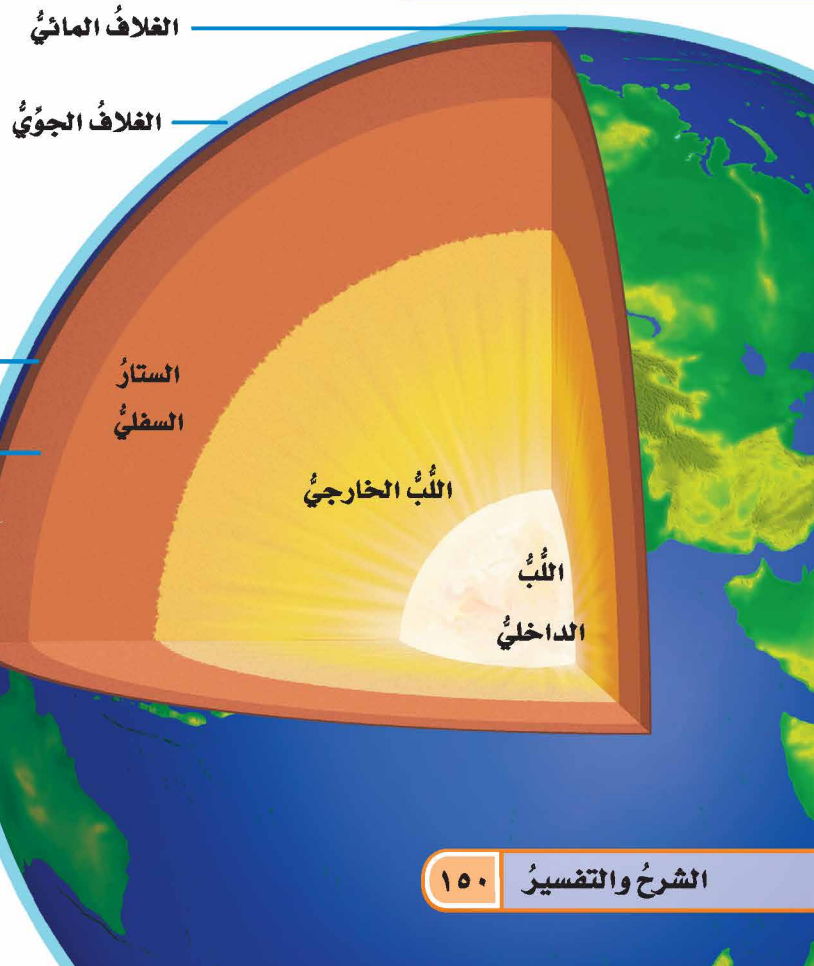 الغلافُ المائيُّ
الغلافُ الجوِّيُّ
الستارُ
السفليُّ
اللُّبُّ الخارجيُّ
اللُّبُّ
الداخليُّ
الشرحُ والتفسيرُ ١٥٠